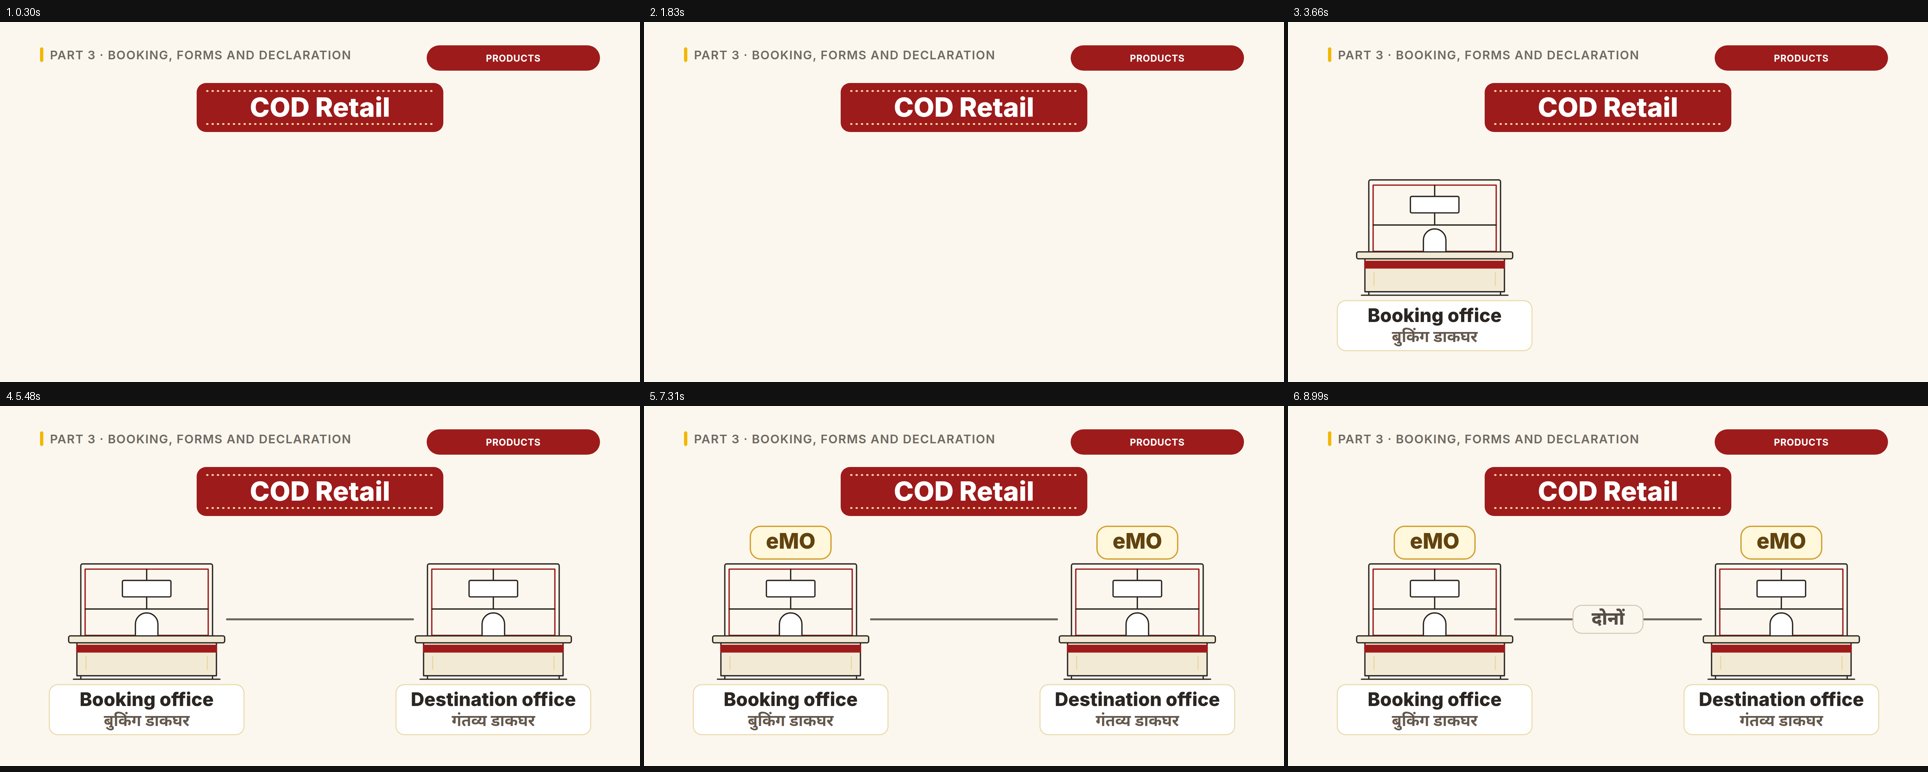 1. 0.30s
PART 3 · BOOKING, FORMS AND DECLARATION
PRODUCTS
COD Retail
2. 1.83s
PART 3 · BOOKING, FORMS AND DECLARATION
PRODUCTS
COD Retail
3. 3.66s
PART 3 · BOOKING, FORMS AND DECLARATION
PRODUCTS
COD Retail
Booking office
बुकिंग डाकघर
4. 5.48s
PART 3 · BOOKING, FORMS AND DECLARATION
PRODUCTS
COD Retail
Booking office
बुकिंग डाकघर
Destination office
गंतव्य डाकघर
5. 7.31s
PART 3 · BOOKING, FORMS AND DECLARATION
PRODUCTS
COD Retail
eMO
eMO
Booking office
बुकिंग डाकघर
Destination office
गंतव्य डाकघर
6. 8.99s
PART 3 · BOOKING, FORMS AND DECLARATION
PRODUCTS
COD Retail
eMO
eMO
दोनों
Booking office
बुकिंग डाकघर
Destination office
गंतव्य डाकघर